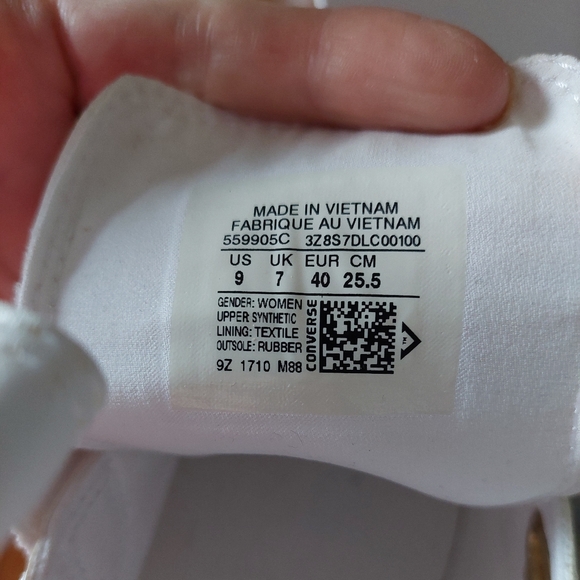 MADE IN VIETNAM
FABRIQUE AU VIETNAM
559905C 3Z8S7DLC00100
US UK EUR CM
9 7 40 25.5
GENDER: WOMEN
UPPER: SYNTHETIC
LINING: TEXTILE
OUTSOLE: RUBBER
9Z 1710 M88
CONVERSE
TM